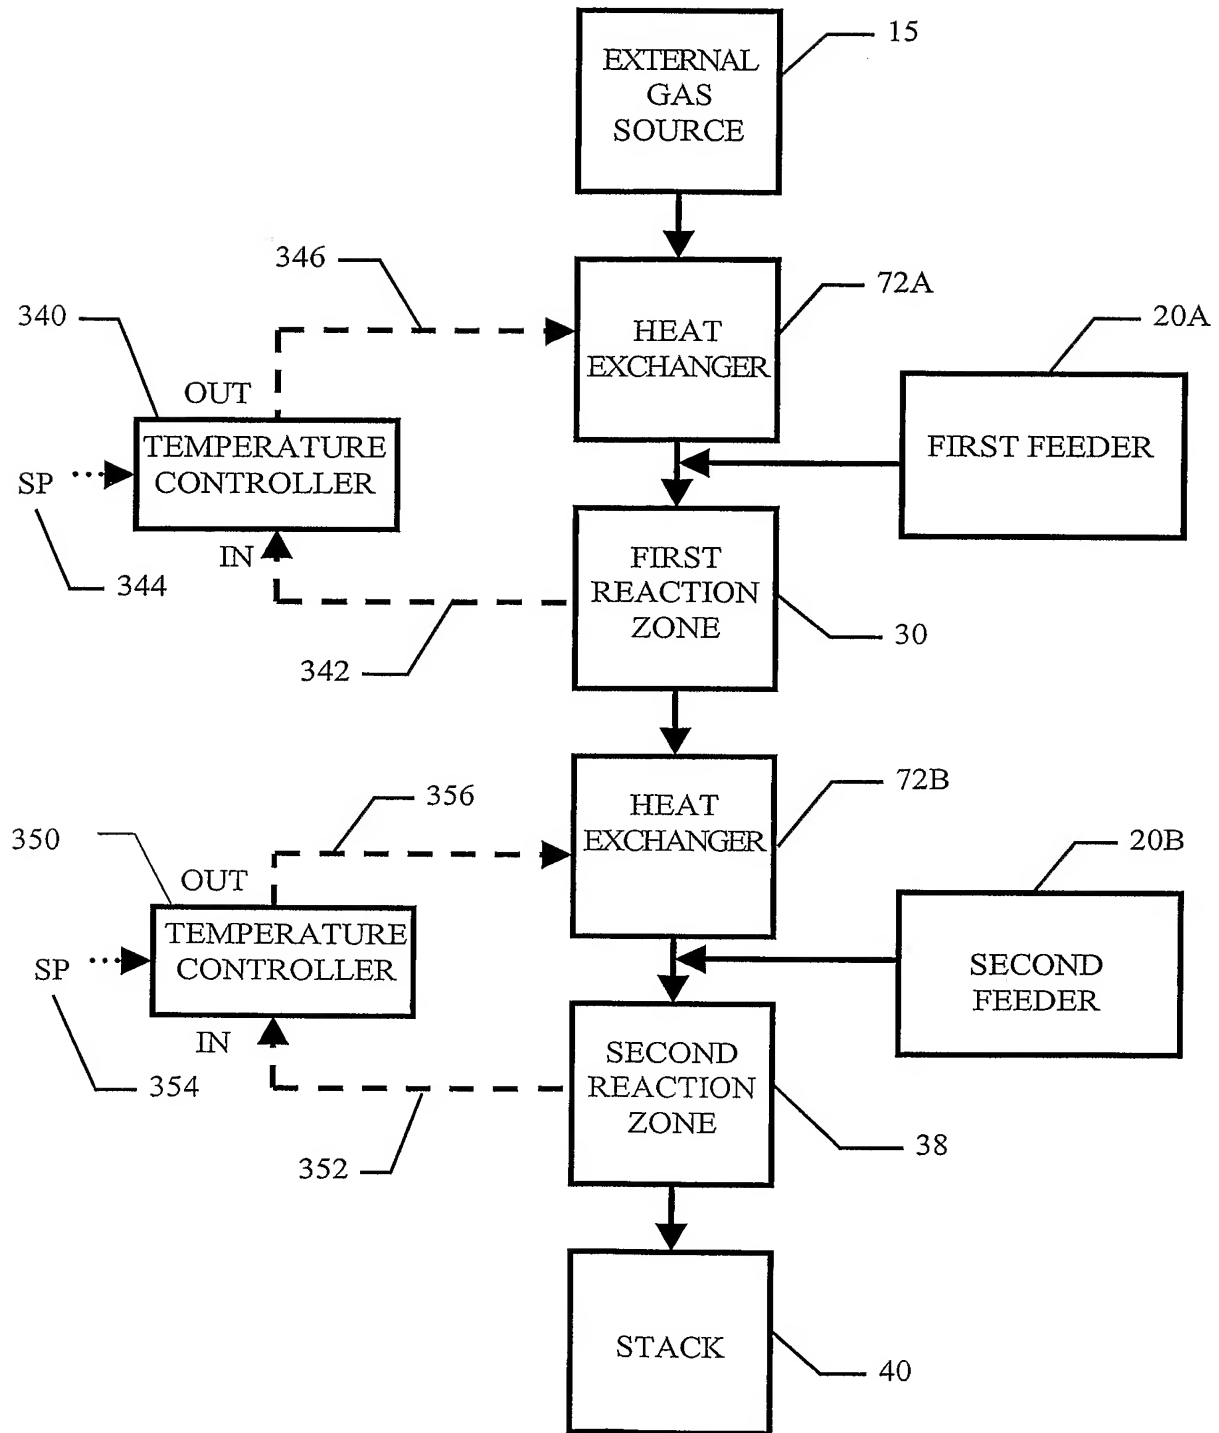 15
EXTERNAL
GAS
SOURCE
346
72A
340
20A
HEAT
EXCHANGER
OUT
TEMPERATURE
CONTROLLER
FIRST FEEDER
SP
IN
344
FIRST
REACTION
ZONE
30
342
72B
356
HEAT
EXCHANGER
350
20B
OUT
TEMPERATURE
CONTROLLER
SP
SECOND
FEEDER
IN
354
SECOND
REACTION
ZONE
38
352
STACK
40